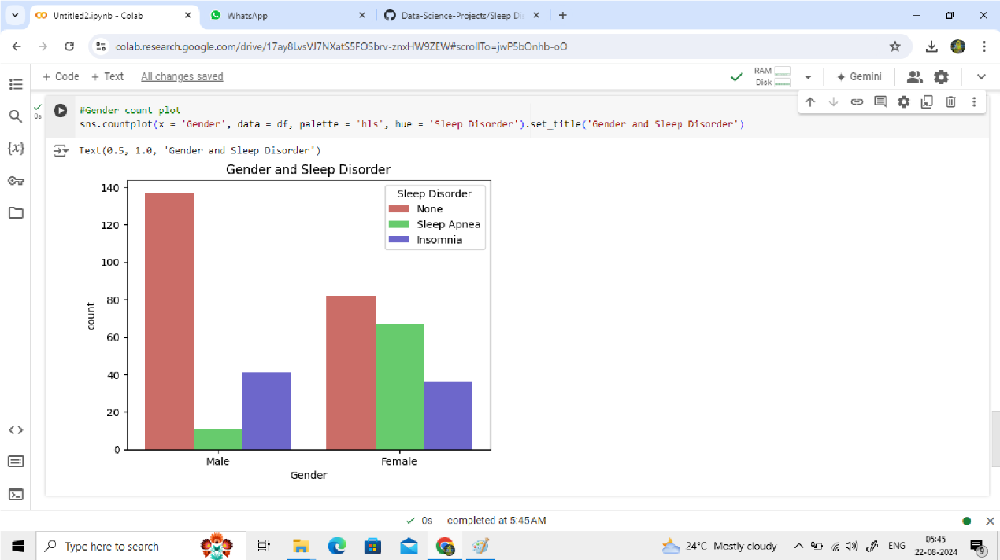 Untitled2.ipynb - Colab
WhatsApp
Data-Science-Projects/Sleep Dis
colab.research.google.com/drive/17ay8LvsVJ7NXatS5FOSbrv-znxHW9ZEW#scrollTo=jwP5bOnhb-oO
+ Code + Text All changes saved
RAM
Disk
Gemini
0s
#Gender count plot
sns.countplot(x = 'Gender', data = df, palette = 'hls', hue = 'Sleep Disorder').set_title('Gender and Sleep Disorder')
{x}
Text(0.5, 1.0, 'Gender and Sleep Disorder')
Gender and Sleep Disorder
Sleep Disorder
None
Sleep Apnea
Insomnia
140
120
100
80
60
40
20
0
count
Male Female
Gender
0s completed at 5:45 AM
Type here to search
24°C Mostly cloudy
ENG
05:45
22-08-2024
9